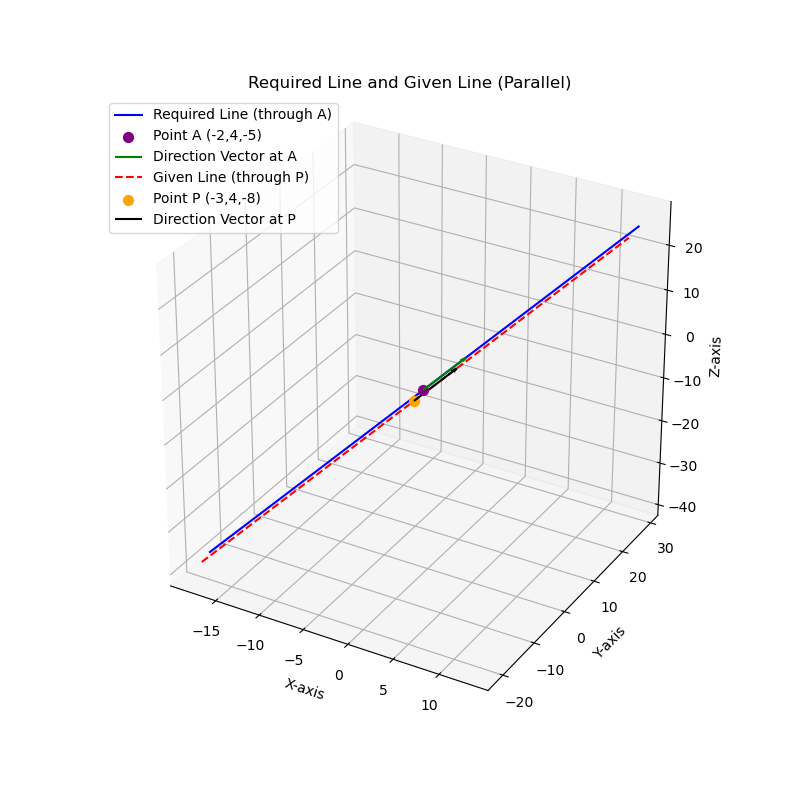 Required Line and Given Line (Parallel)
Required Line (through A)
Point A (-2,4,-5)
Direction Vector at A
Given Line (through P)
Point P (-3,4,-8)
Direction Vector at P
20
10
0
−10
−20
−30
−40
Z-axis
30
20
10
0
−10
−20
Y-axis
−15
−10
−5
0
5
10
X-axis